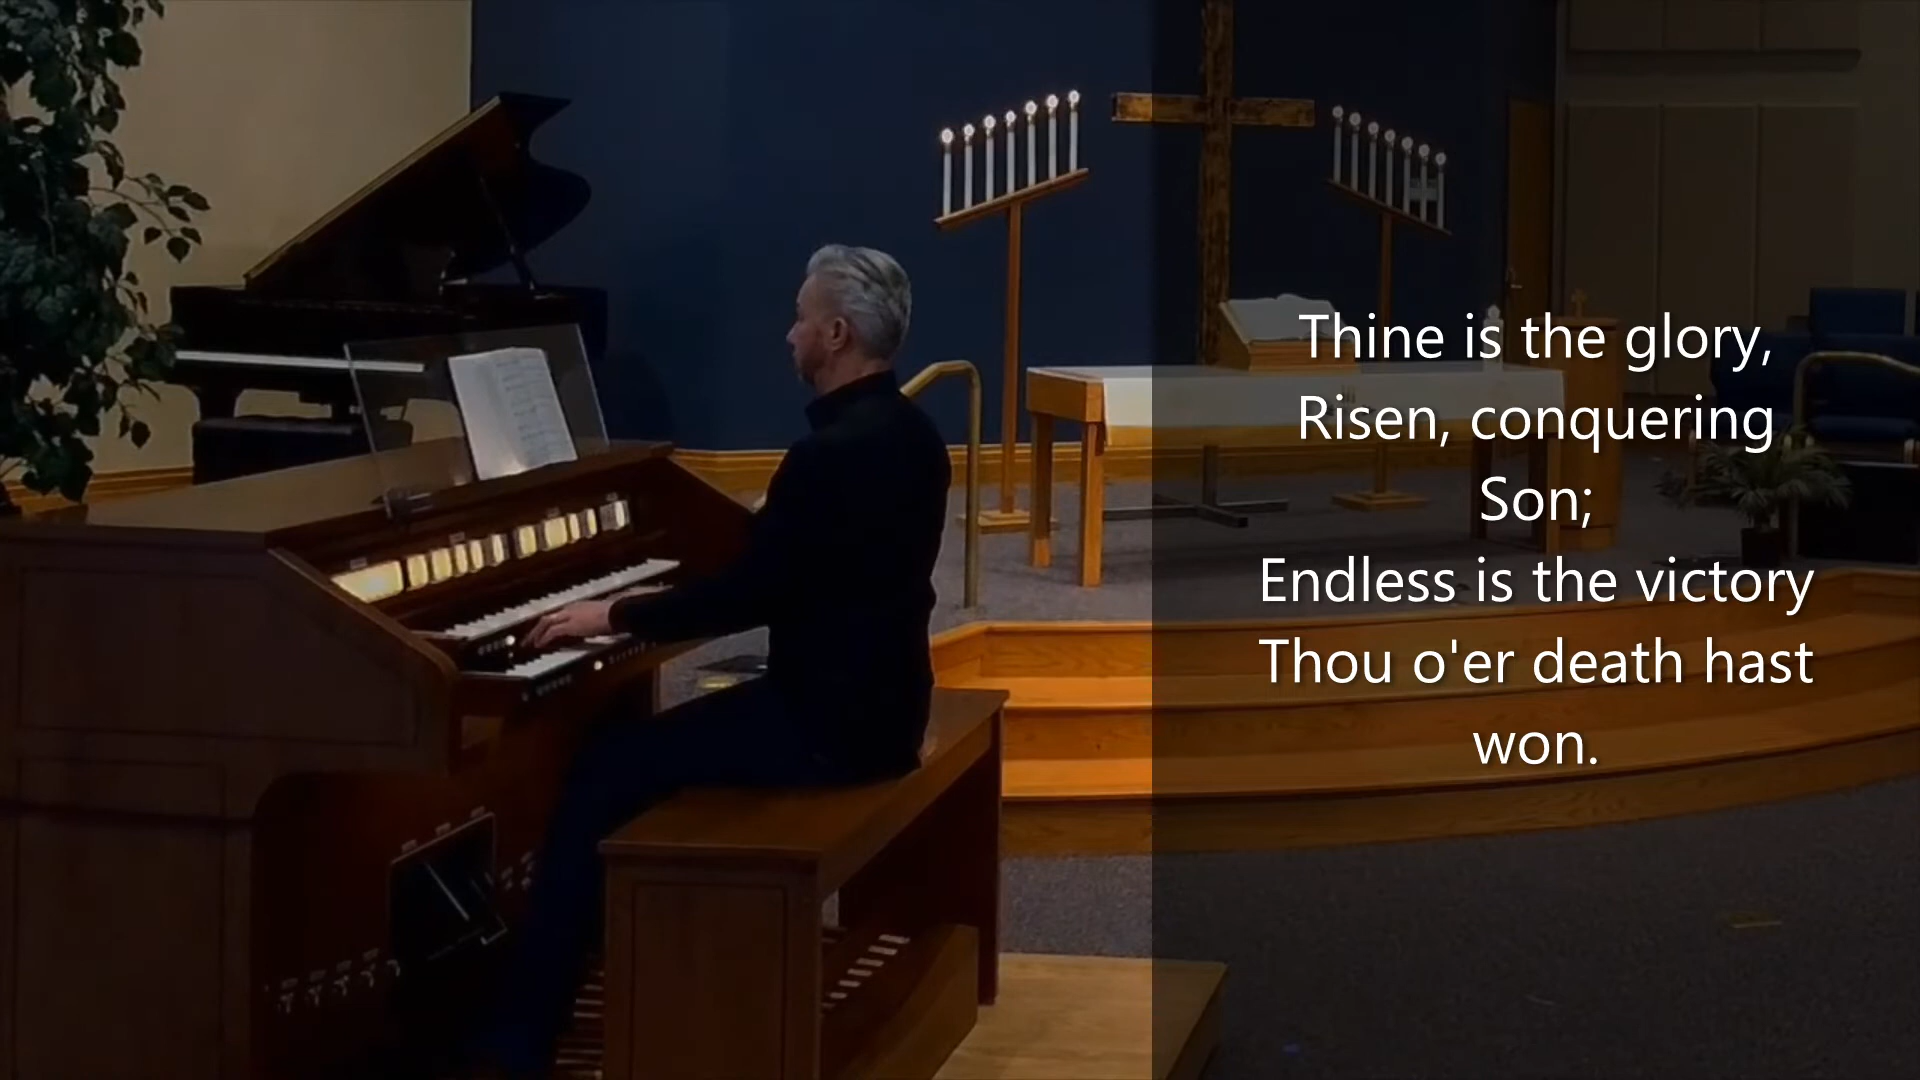 Thine is the glory,
Risen, conquering
Son;
Endless is the victory
Thou o'er death hast
won.